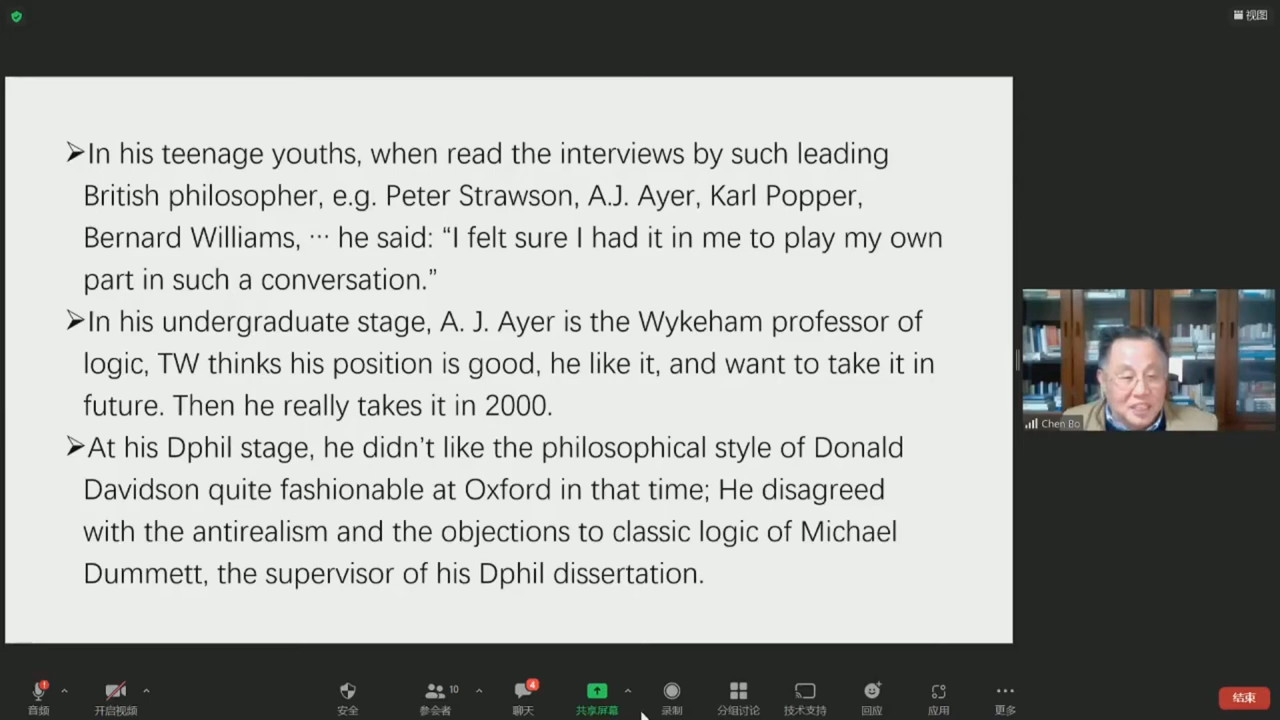 视图
➢In his teenage youths, when read the interviews by such leading
British philosopher, e.g. Peter Strawson, A.J. Ayer, Karl Popper,
Bernard Williams, ··· he said: “I felt sure I had it in me to play my own
part in such a conversation.”
➢In his undergraduate stage, A. J. Ayer is the Wykeham professor of
logic, TW thinks his position is good, he like it, and want to take it in
future. Then he really takes it in 2000.
➢At his Dphil stage, he didn’t like the philosophical style of Donald
Davidson quite fashionable at Oxford in that time; He disagreed
with the antirealism and the objections to classic logic of Michael
Dummett, the supervisor of his Dphil dissertation.
Chen Bo
10
4
音频 开启视频 安全 参会者 聊天 共享屏幕 录制 分组讨论 技术支持 回应 应用 更多 结束